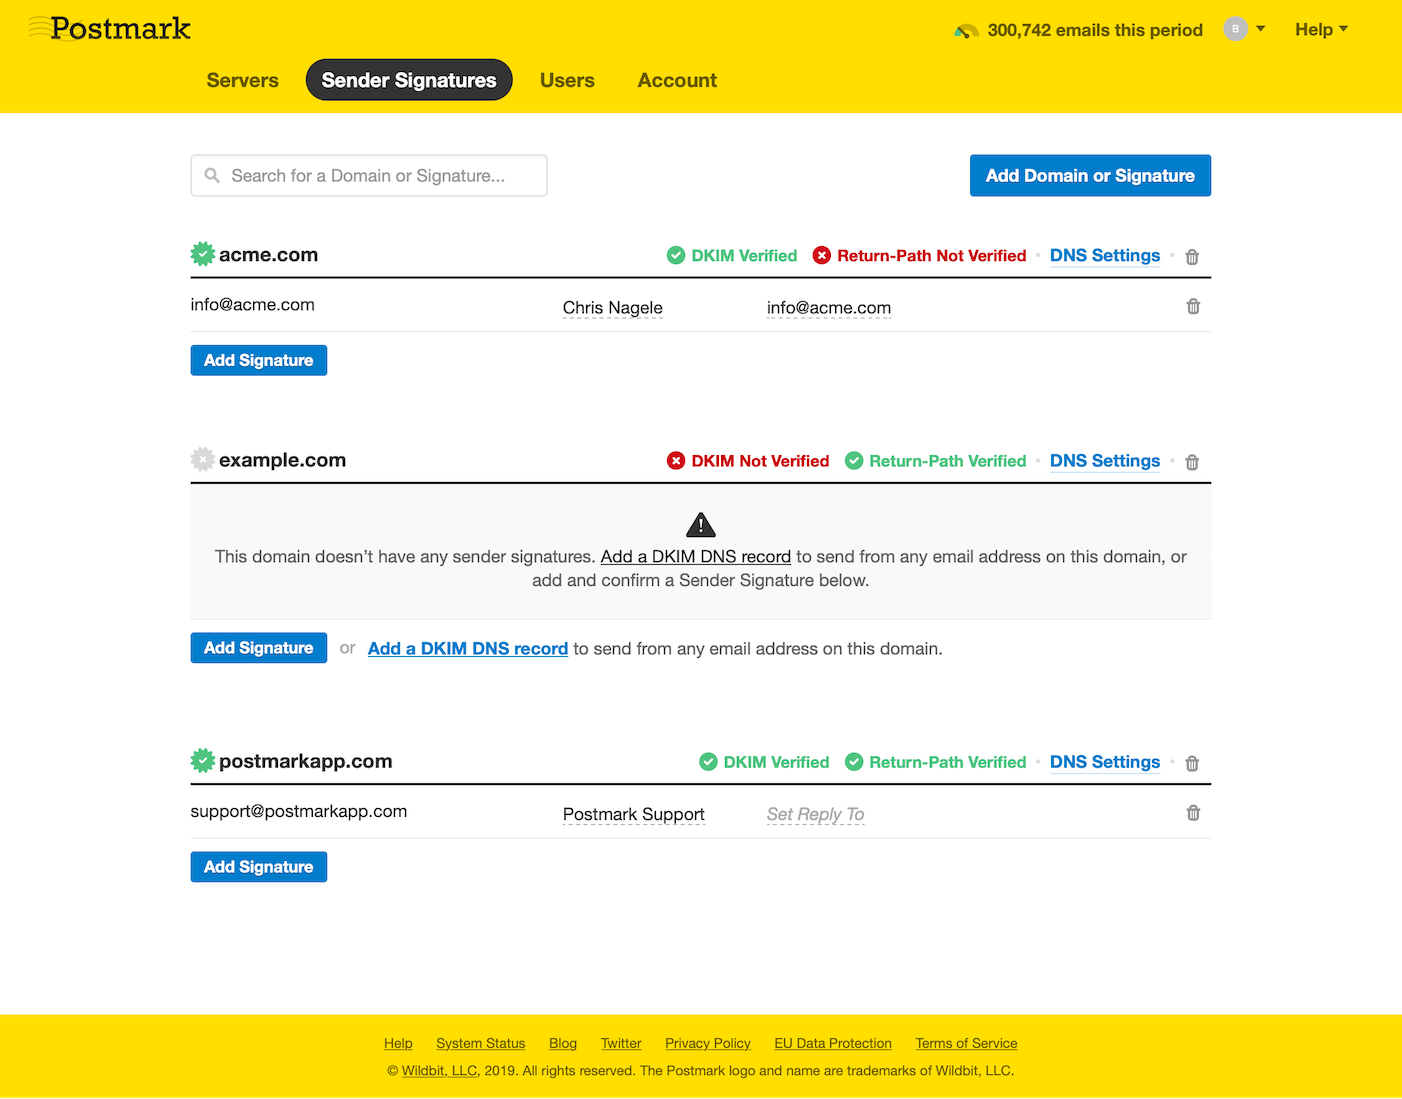 Postmark
300,742 emails this period
B
Help
Servers
Sender Signatures
Users
Account
Search for a Domain or Signature...
Add Domain or Signature
acme.com
DKIM Verified
Return-Path Not Verified
DNS Settings
info@acme.com
Chris Nagele
info@acme.com
Add Signature
example.com
DKIM Not Verified
Return-Path Verified
DNS Settings
This domain doesn’t have any sender signatures. Add a DKIM DNS record to send from any email address on this domain, or
add and confirm a Sender Signature below.
Add Signature or Add a DKIM DNS record to send from any email address on this domain.
postmarkapp.com
DKIM Verified
Return-Path Verified
DNS Settings
support@postmarkapp.com
Postmark Support
Set Reply To
Add Signature
Help System Status Blog Twitter Privacy Policy EU Data Protection Terms of Service
© Wildbit, LLC, 2019. All rights reserved. The Postmark logo and name are trademarks of Wildbit, LLC.